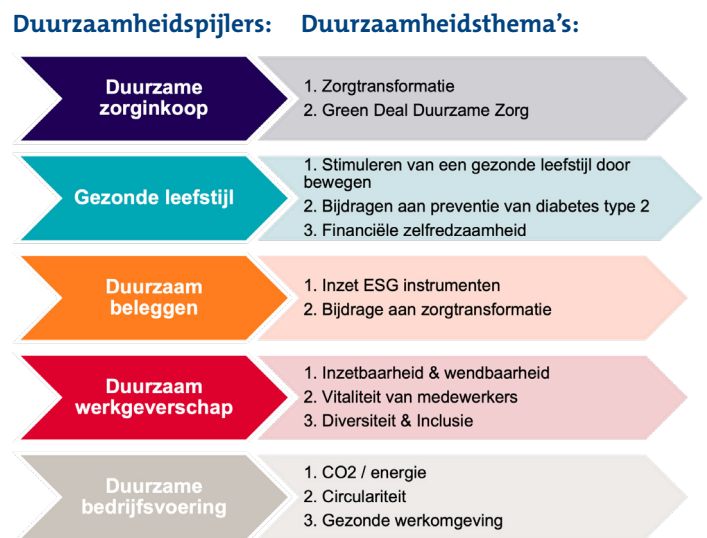 Duurzaamheidspijlers: Duurzaamheidsthema's:
Duurzame
zorginkoop
1. Zorgtransformatie
2. Green Deal Duurzame Zorg
Gezonde leefstijl
1. Stimuleren van een gezonde leefstijl door
bewegen
2. Bijdragen aan preventie van diabetes type 2
3. Financiële zelfredzaamheid
Duurzaam
beleggen
1. Inzet ESG instrumenten
2. Bijdrage aan zorgtransformatie
Duurzaam
werkgeverschap
1. Inzetbaarheid & wendbaarheid
2. Vitaliteit van medewerkers
3. Diversiteit & Inclusie
Duurzame
bedrijfsvoering
1. CO2 / energie
2. Circulariteit
3. Gezonde werkomgeving